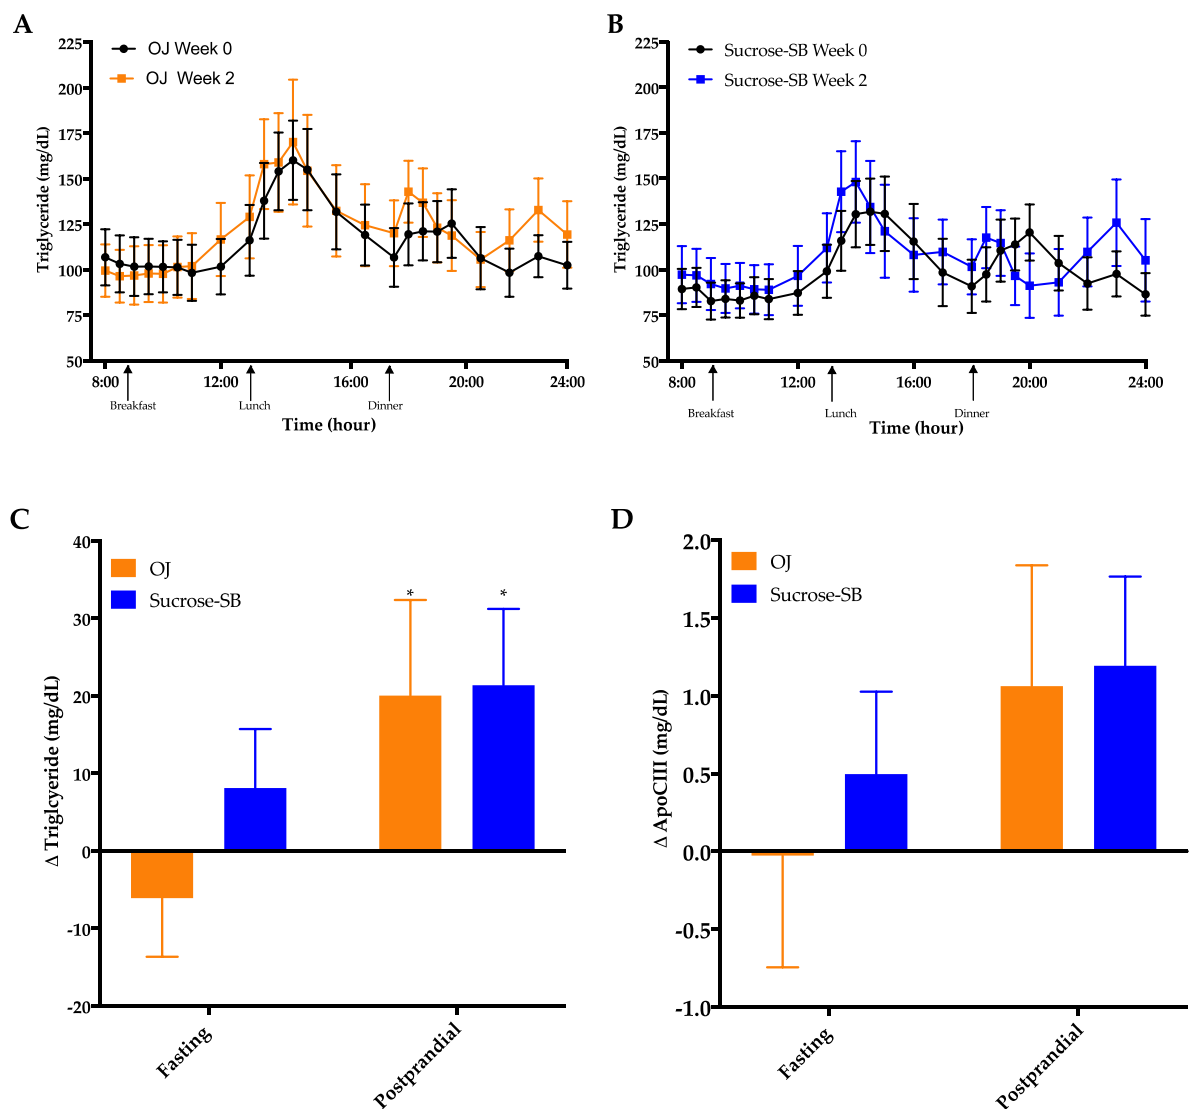 A
OJ Week 0
OJ Week 2
Triglyceride (mg/dL)
225
200
175
150
125
100
75
50
8:00
12:00
16:00
20:00
24:00
Breakfast
Lunch
Dinner
Time (hour)
B
Sucrose-SB Week 0
Sucrose-SB Week 2
Triglyceride (mg/dL)
225
200
175
150
125
100
75
50
8:00
12:00
16:00
20:00
24:00
Breakfast
Lunch
Dinner
Time (hour)
C
OJ
Sucrose-SB
Δ Triglcyeride (mg/dL)
40
30
20
10
0
-10
-20
*
*
Fasting
Postprandial
D
OJ
Sucrose-SB
Δ ApoCIII (mg/dL)
2.0
1.5
1.0
0.5
0.0
-0.5
-1.0
Fasting
Postprandial